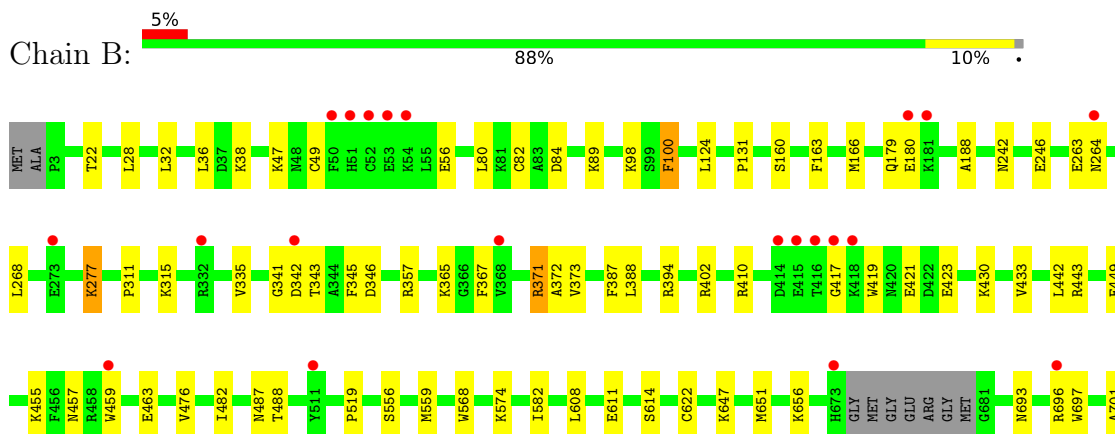 5%
Chain B:
88% 10%
MET ALA P3 T22 L28 L32 L36 D37 K38 K47 N48 C49 F50 H51 C52 E53 K54 L55 E56 L80 K81 C82 A83 D84 K89 K98 S99 F100 L124 P131 S160 F163 M166 Q179 E180 K181 A188 N242 E246 E263 N264
L268 E273 K277 P311 K315 R332 V335 G341 D342 T343 A344 F345 D346 R357 K365 G366 F367 V368 R371 A372 V373 F387 L388 R394 R402 R410 D414 E415 T416 G417 K418 W419 N420 E421 D422 E423 K430 V433 L442 R443
K455 F456 N457 R458 W459 E463 V476 I482 N487 T488 Y511 P519 S556 M559 W568 K574 I582 L608 E611 S614 C622 K647 M651 K656 H673 GLY MET GLY GLU ARG GLY MET G681 N693 R696 W697